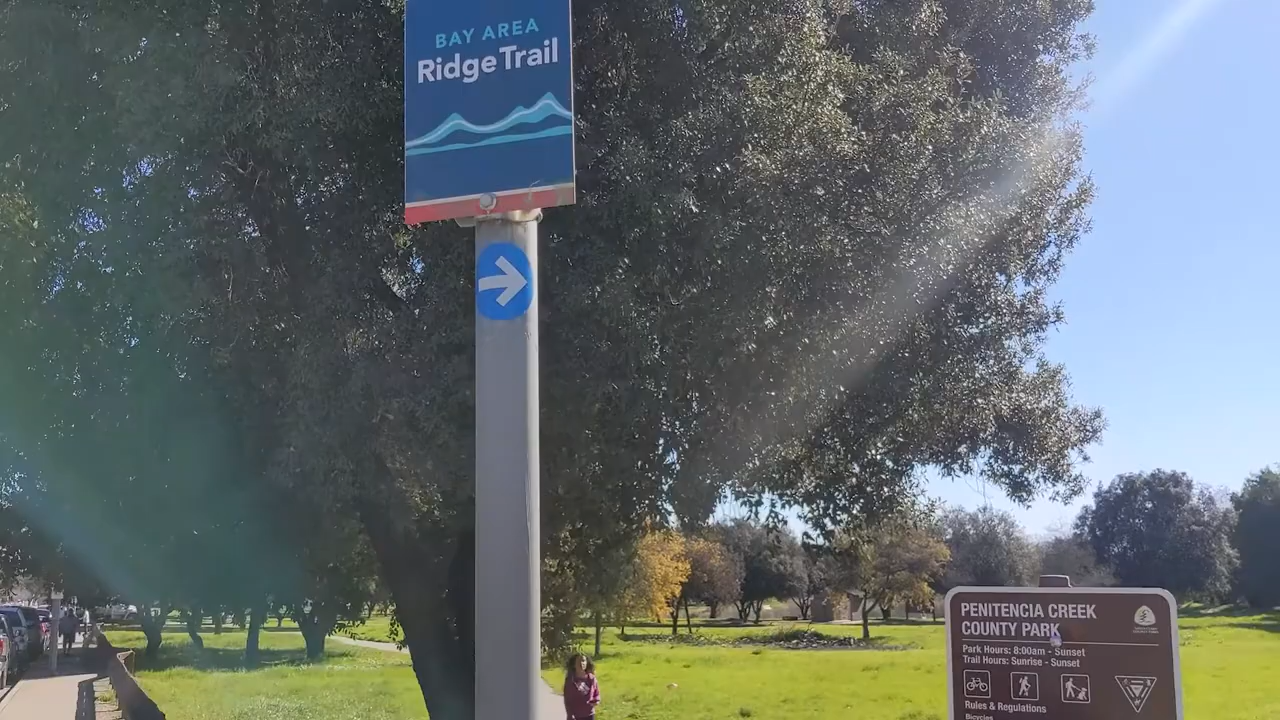 BAY AREA
Ridge Trail
PENITENCIA CREEK
COUNTY PARK
Park Hours: 8:00am - Sunset
Trail Hours: Sunrise - Sunset
Rules & Regulations
Bicycles